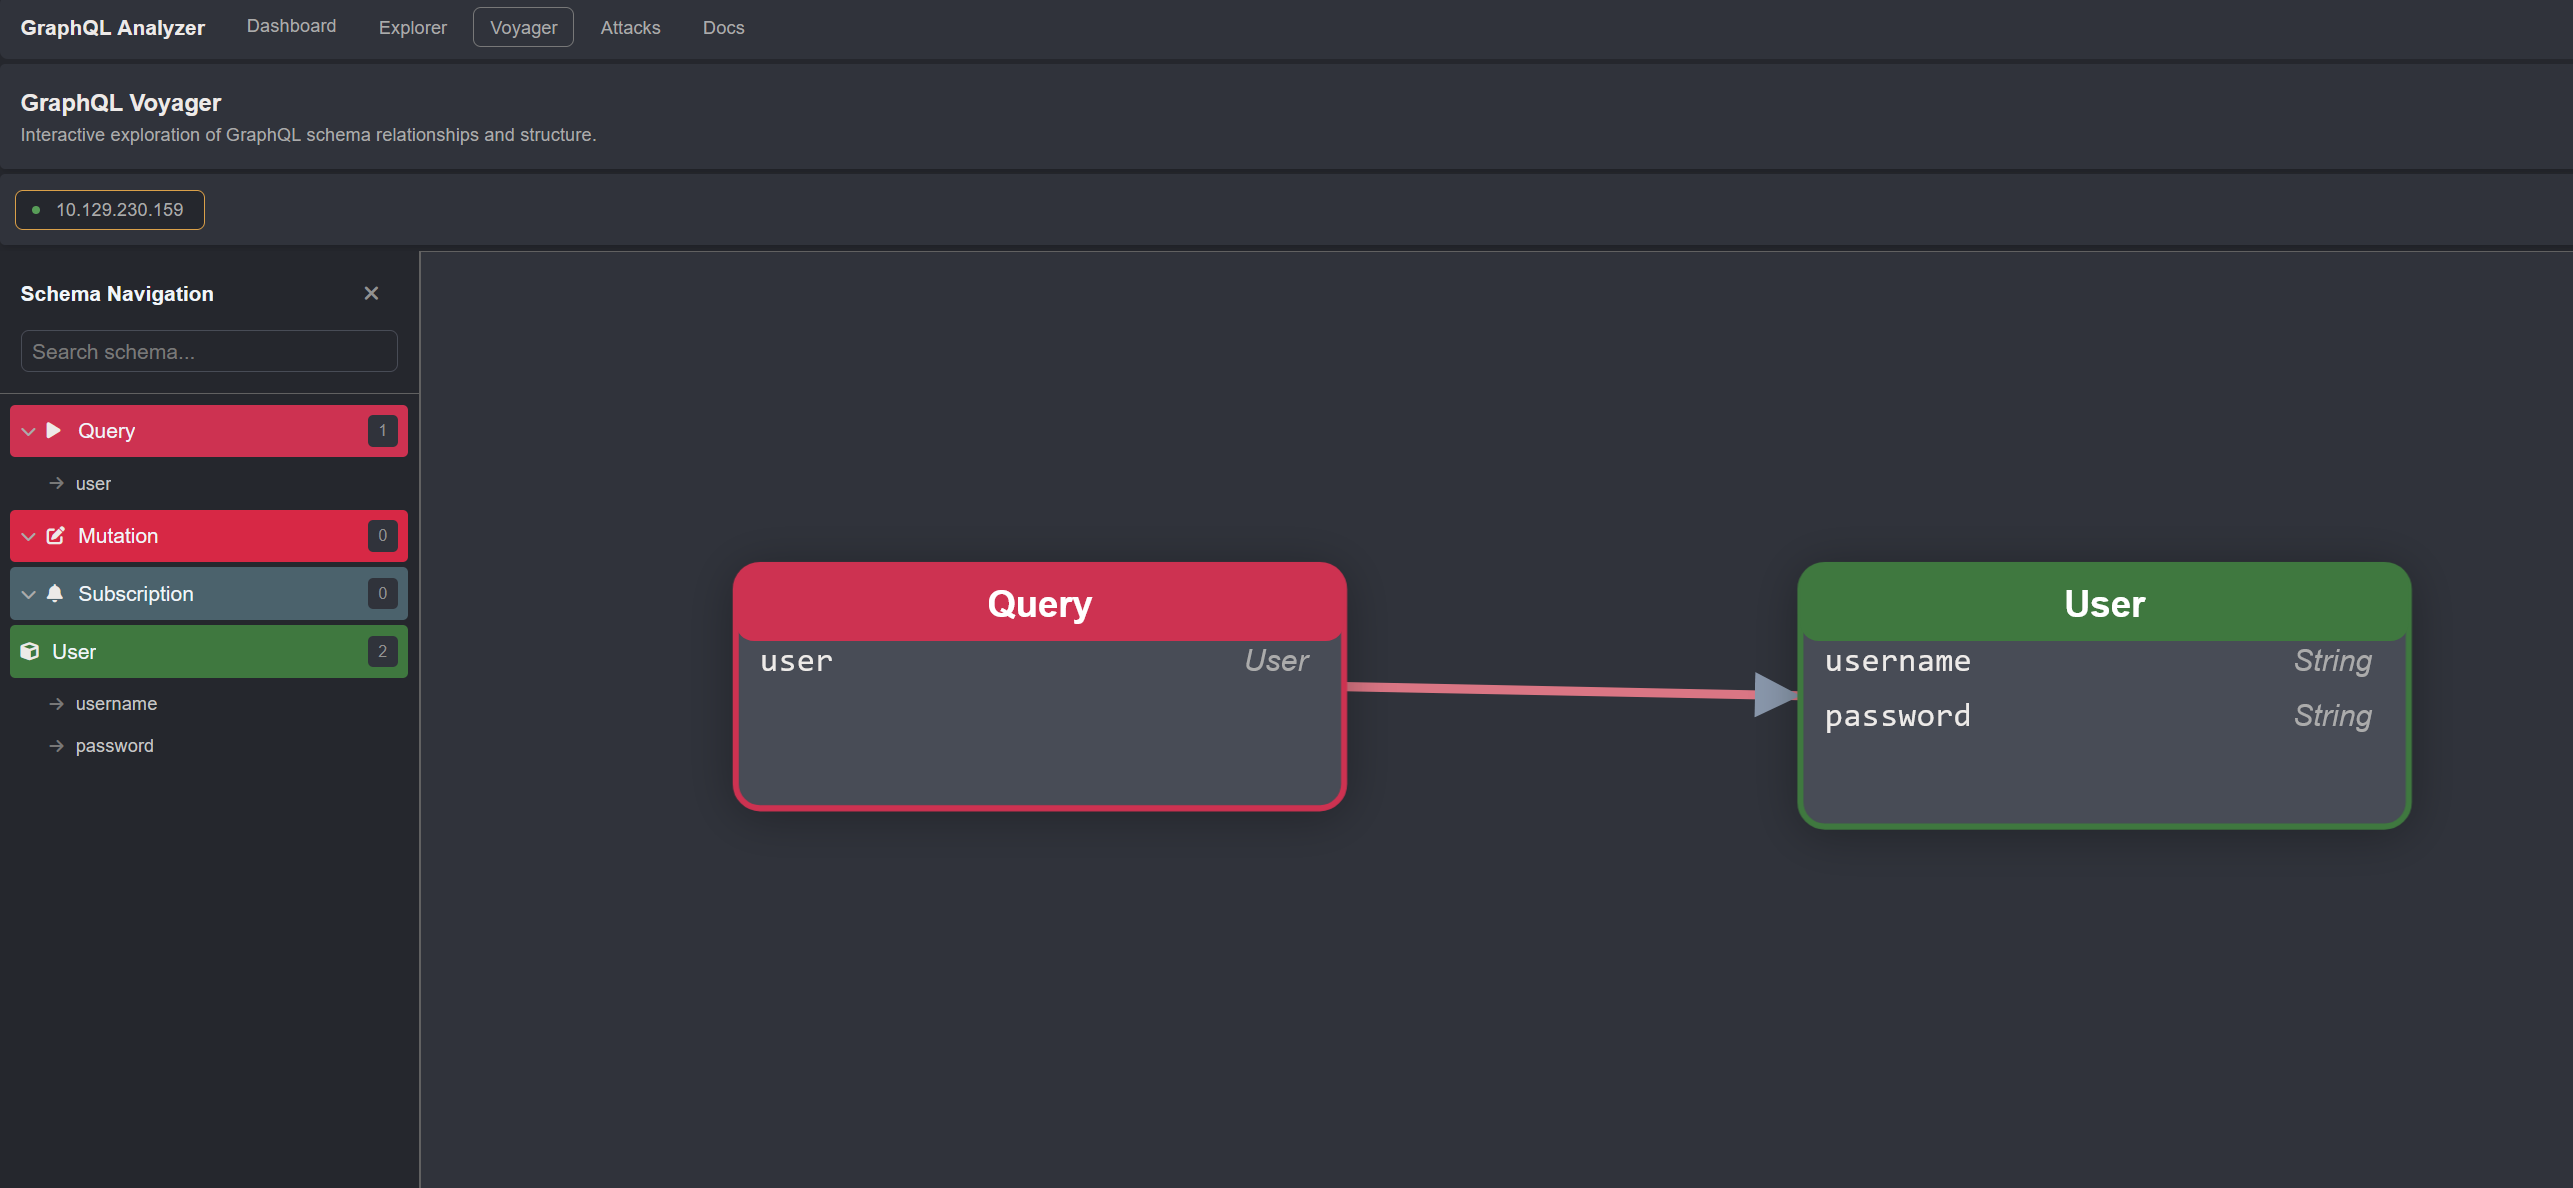 GraphQL Analyzer Dashboard Explorer Voyager Attacks Docs
GraphQL Voyager
Interactive exploration of GraphQL schema relationships and structure.
10.129.230.159
Schema Navigation
Search schema...
Query 1
user
Mutation 0
Subscription 0
User 2
username
password
Query
user User
User
username String
password String